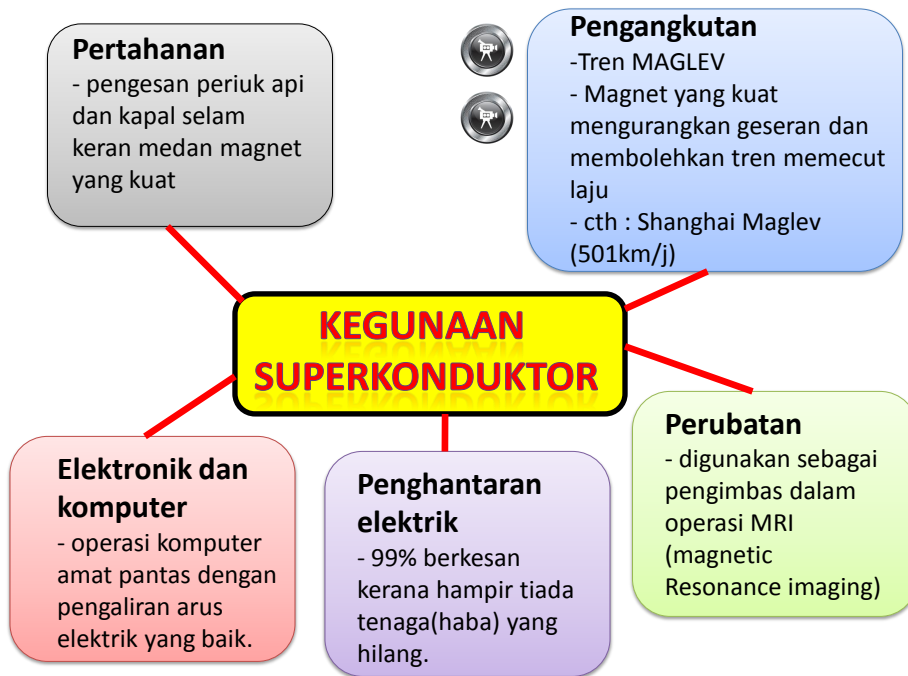 Pertahanan
- pengesan periuk api
dan kapal selam
keran medan magnet
yang kuat
Pengangkutan
-Tren MAGLEV
- Magnet yang kuat
mengurangkan geseran dan
membolehkan tren memecut
laju
- cth : Shanghai Maglev
(501km/j)
KEGUNAAN
SUPERKONDUKTOR
Elektronik dan
komputer
- operasi komputer
amat pantas dengan
pengaliran arus
elektrik yang baik.
Penghantaran
elektrik
- 99% berkesan
kerana hampir tiada
tenaga(haba) yang
hilang.
Perubatan
- digunakan sebagai
pengimbas dalam
operasi MRI
(magnetic
Resonance imaging)